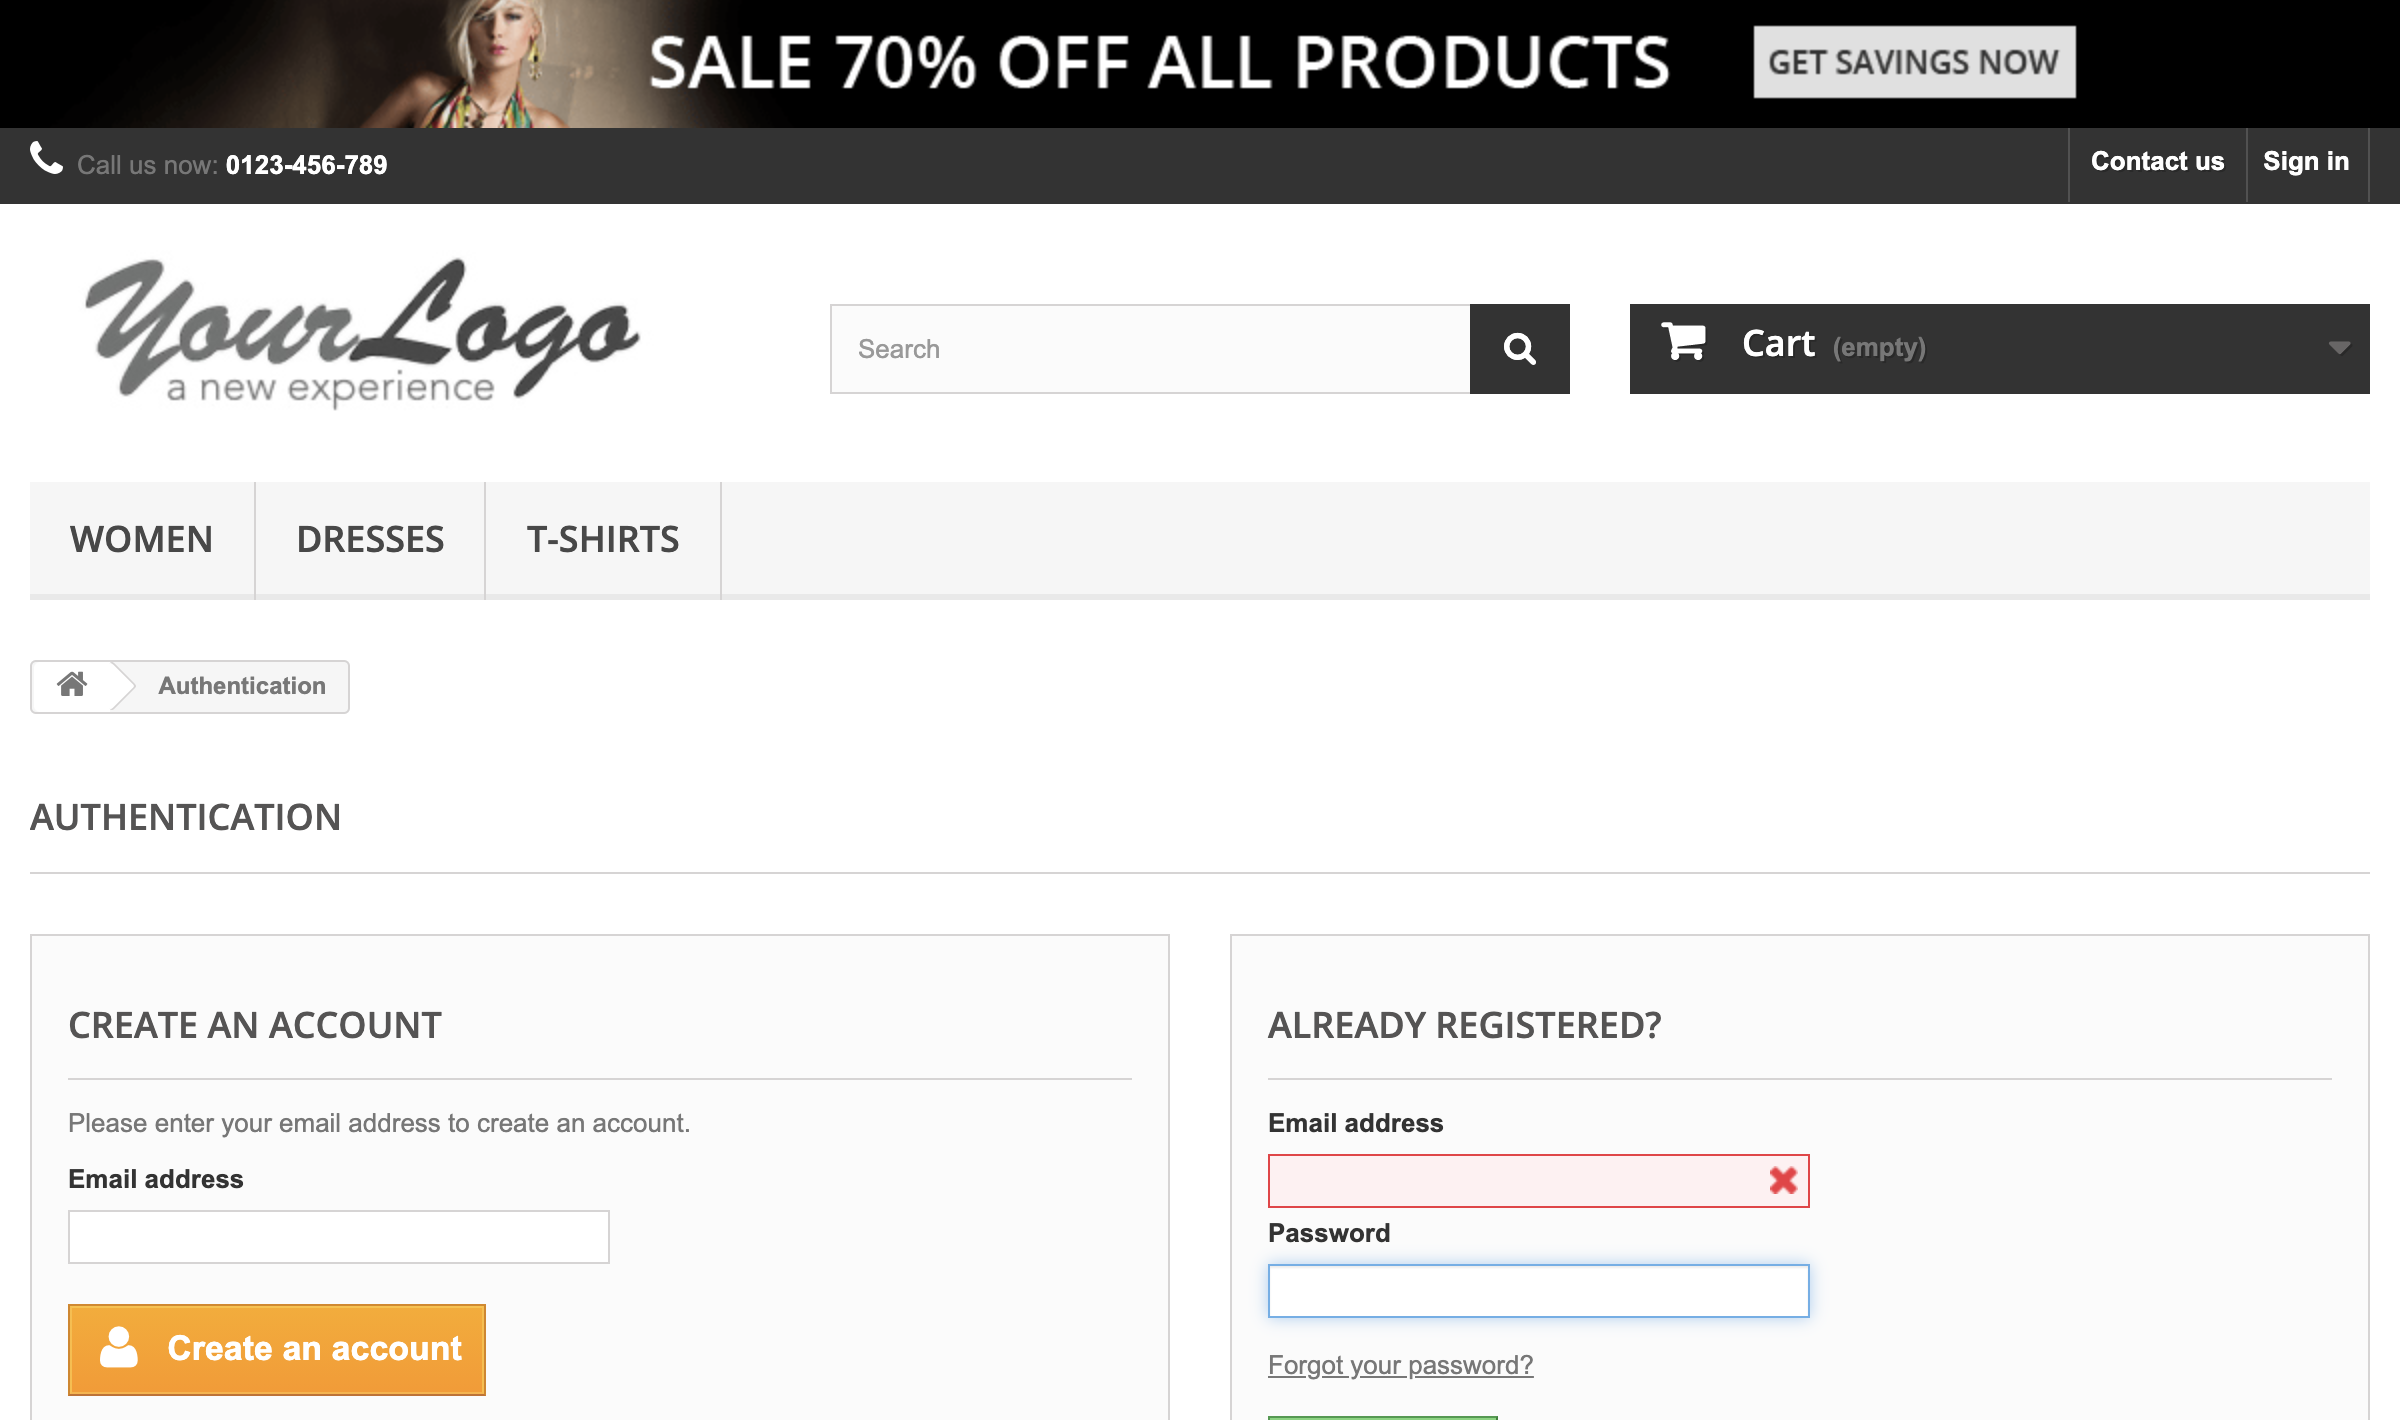 SALE 70% OFF ALL PRODUCTS
GET SAVINGS NOW
Call us now: 0123-456-789
Contact us
Sign in
YourLogo
a new experience
Search
Cart (empty)
WOMEN
DRESSES
T-SHIRTS
Authentication
AUTHENTICATION
CREATE AN ACCOUNT
Please enter your email address to create an account.
Email address
Create an account
ALREADY REGISTERED?
Email address
Password
Forgot your password?